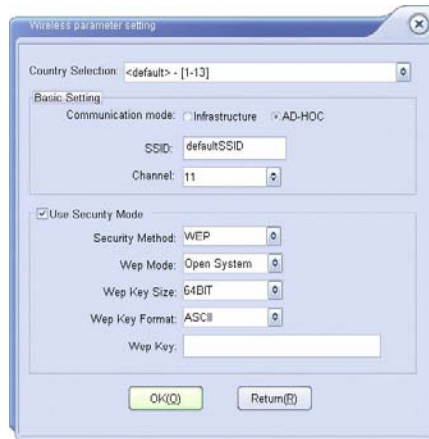 Wireless parameter setting
Country Selection: <default> - [1-13]
Basic Setting
Communication mode: Infrastructure AD-HOC
SSID: defaultSSID
Channel: 11
Use Security Mode
Security Method: WEP
Wep Mode: Open System
Wep Key Size: 64BIT
Wep Key Format: ASCII
Wep Key:
OK(O) Return(R)